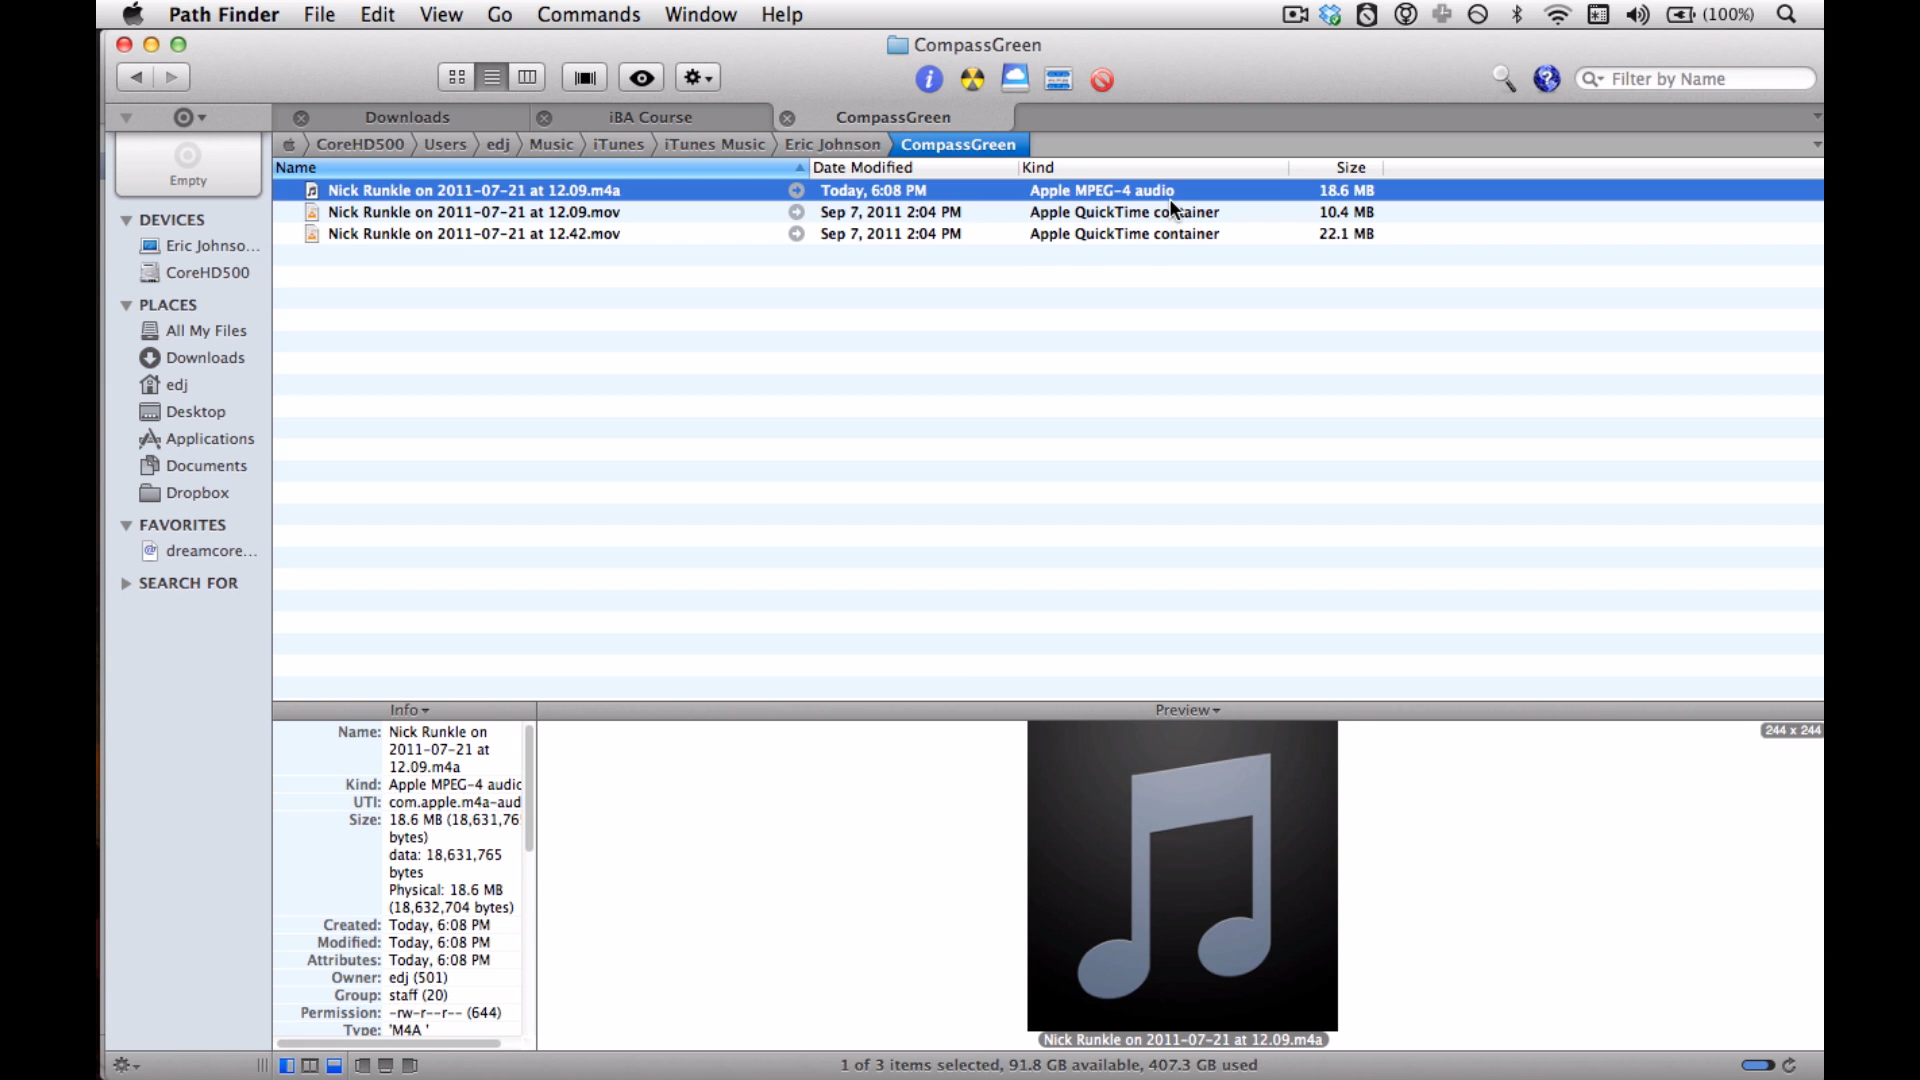 Path Finder File Edit View Go Commands Window Help (100%)
CompassGreen
Filter by Name
Downloads iBA Course CompassGreen
CoreHD500 Users edj Music iTunes iTunes Music Eric Johnson CompassGreen
Name Date Modified Kind Size
Nick Runkle on 2011-07-21 at 12.09.m4a Today, 6:08 PM Apple MPEG-4 audio 18.6 MB
Nick Runkle on 2011-07-21 at 12.09.mov Sep 7, 2011 2:04 PM Apple QuickTime container 10.4 MB
Nick Runkle on 2011-07-21 at 12.42.mov Sep 7, 2011 2:04 PM Apple QuickTime container 22.1 MB
Empty
DEVICES
Eric Johnso...
CoreHD500
PLACES
All My Files
Downloads
edj
Desktop
Applications
Documents
Dropbox
FAVORITES
dreamcore...
SEARCH FOR
Info Preview
Name: Nick Runkle on
2011-07-21 at
12.09.m4a
Kind: Apple MPEG-4 audio
UTI: com.apple.m4a-aud
Size: 18.6 MB (18,631,76
bytes)
data: 18,631,765
bytes
Physical: 18.6 MB
(18,632,704 bytes)
Created: Today, 6:08 PM
Modified: Today, 6:08 PM
Attributes: Today, 6:08 PM
Owner: edj (501)
Group: staff (20)
Permission: -rw-r--r-- (644)
Type: 'M4A '
244 x 244
Nick Runkle on 2011-07-21 at 12.09.m4a
1 of 3 items selected, 91.8 GB available, 407.3 GB used